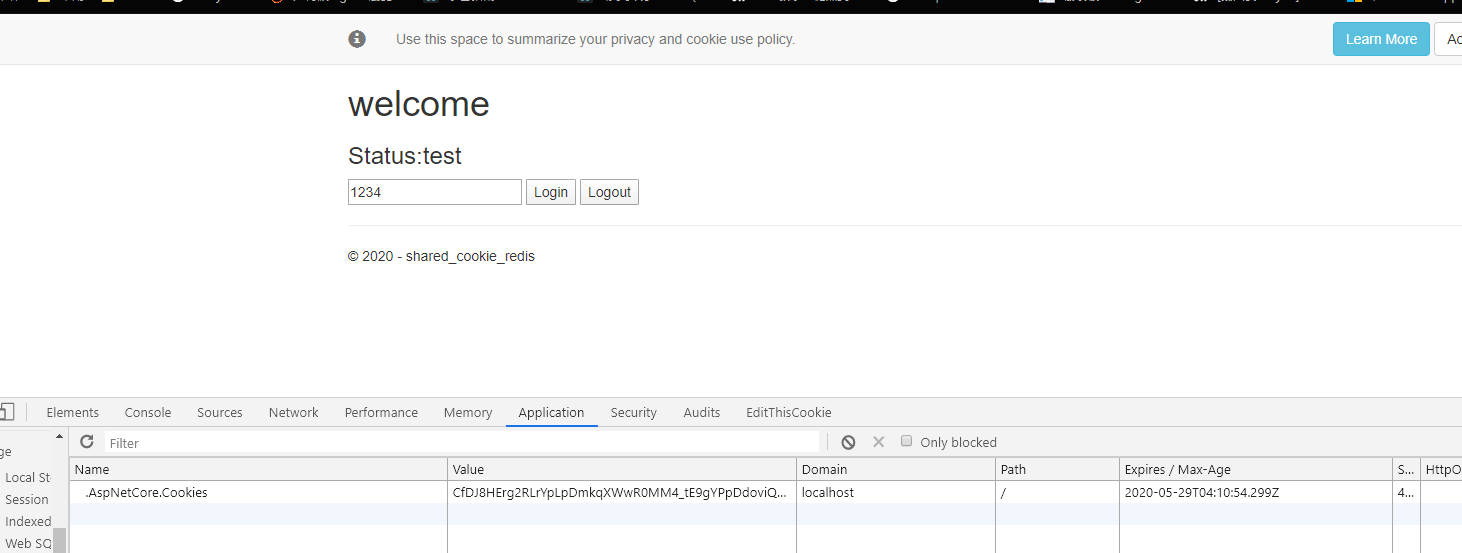 Use this space to summarize your privacy and cookie use policy.
Learn More
welcome
Status:test
1234 Login Logout
© 2020 - shared_cookie_redis
Elements Console Sources Network Performance Memory Application Security Audits EditThisCookie
Filter Only blocked
Name Value Domain Path Expires / Max-Age S... HttpO
Local St
.AspNetCore.Cookies CfDJ8HErg2RLrYpLpDmkqXWwR0MM4_tE9gYPpDdoviQ... localhost / 2020-05-29T04:10:54.299Z 4...
Session
Indexed
Web SQ